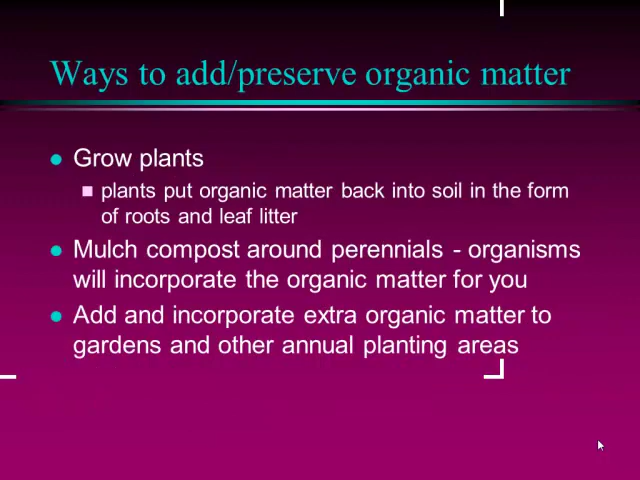 Ways to add/preserve organic matter
Grow plants
plants put organic matter back into soil in the form
of roots and leaf litter
Mulch compost around perennials - organisms
will incorporate the organic matter for you
Add and incorporate extra organic matter to
gardens and other annual planting areas